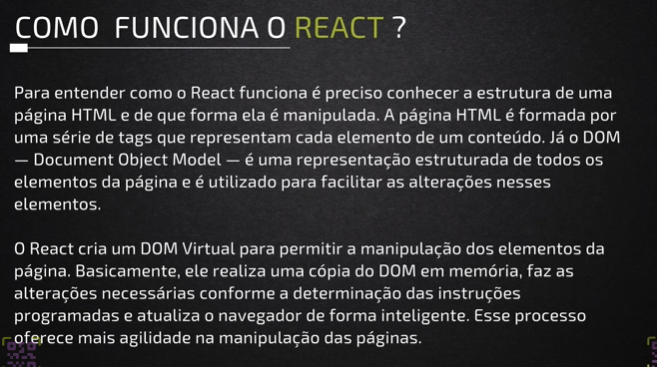 COMO FUNCIONA O REACT ?
Para entender como o React funciona é preciso conhecer a estrutura de uma
página HTML e de que forma ela é manipulada. A página HTML é formada por
uma série de tags que representam cada elemento de um conteúdo. Já o DOM
— Document Object Model — é uma representação estruturada de todos os
elementos da página e é utilizado para facilitar as alterações nesses
elementos.
O React cria um DOM Virtual para permitir a manipulação dos elementos da
página. Basicamente, ele realiza uma cópia do DOM em memória, faz as
alterações necessárias conforme a determinação das instruções
programadas e atualiza o navegador de forma inteligente. Esse processo
oferece mais agilidade na manipulação das páginas.